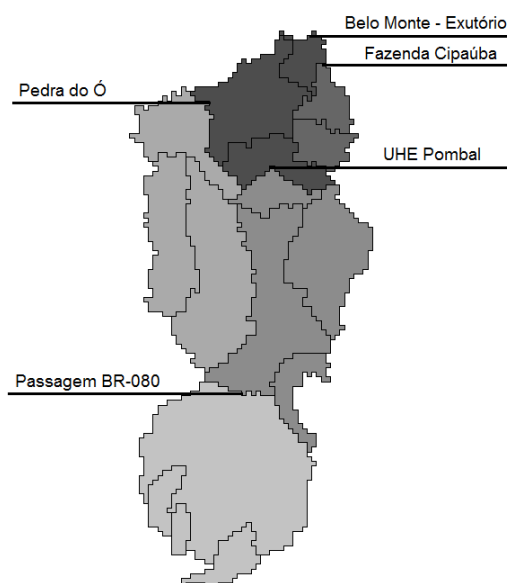 Belo Monte - Exutório
Fazenda Cipaúba
Pedra do Ó
UHE Pombal
Passagem BR-080